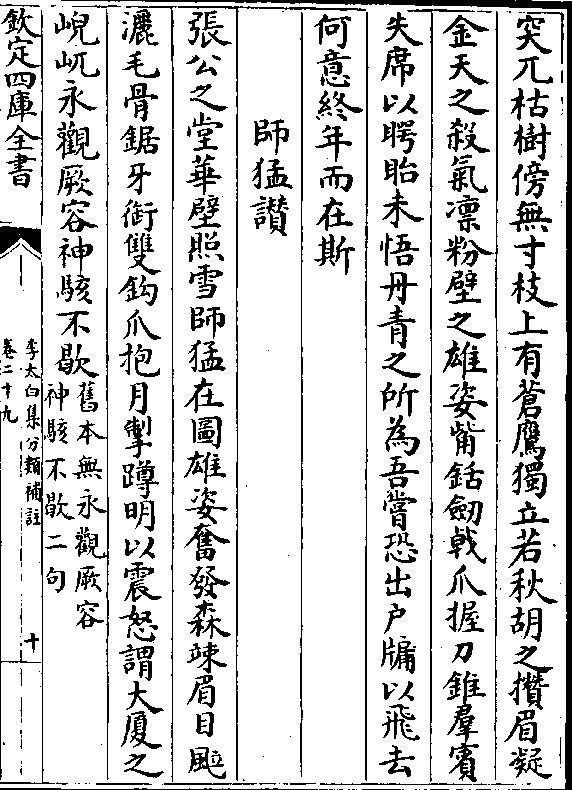 突兀枯樹傍無寸枝上有蒼鷹獨立若秋胡之攢眉凝
金天之殺氣凛粉壁之雄姿觜銛劒㦸爪握刀錐羣賓
失席以㬺眙未悟丹青之所為吾嘗恐出户牖以飛去
何意終年而在斯
師猛讃
張公之堂華壁照雪師猛在圖雄姿奮發森竦眉目颯
灑毛骨鋸牙銜雙鈎爪抱月掣蹲明以震怒謂大厦之
峴屼永觀厥容神駭不歇
舊本無永觀厥容
神駭不歇二句
欽定四庫全書
李太白集分類補註
卷二十九
十